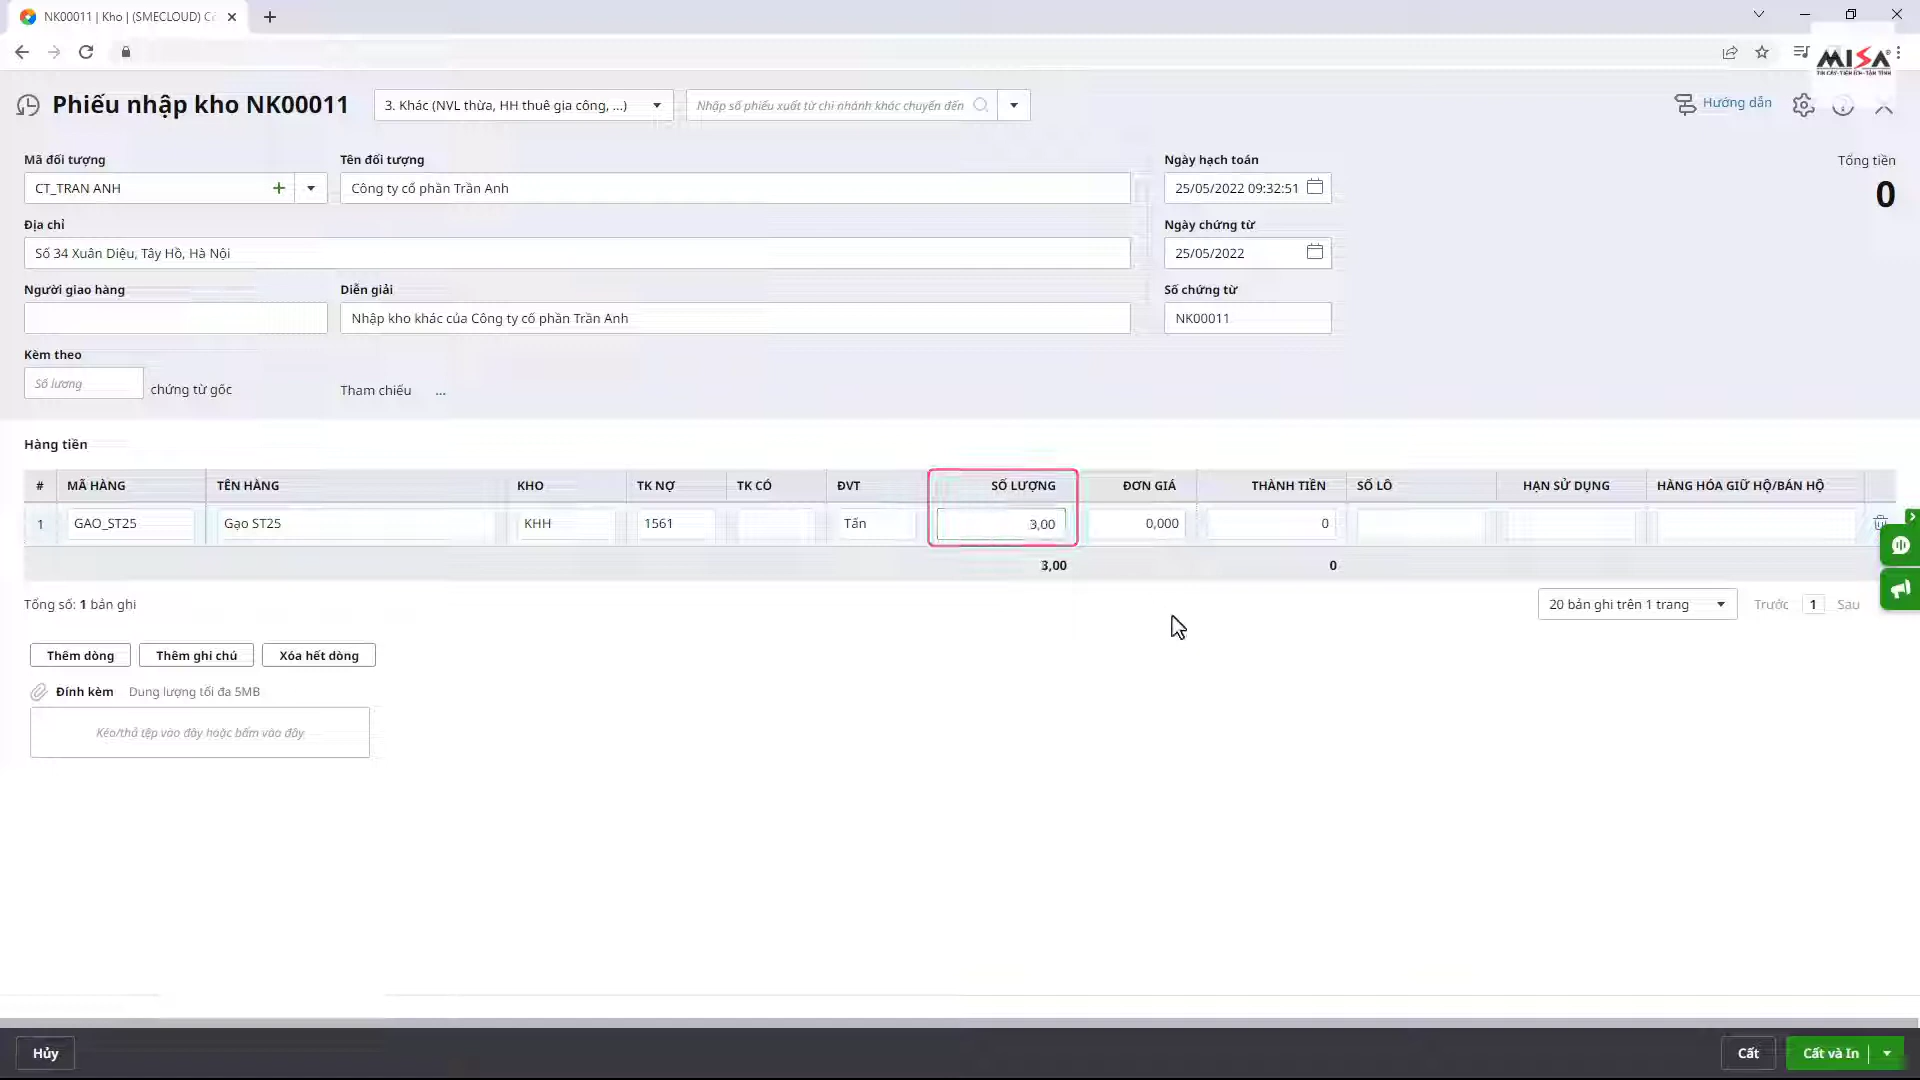 NK00011 | Kho | (SMECLOUD) Cô
MISA
TIN CẬY - TIỆN ÍCH - TẬN TÌNH
Phiếu nhập kho NK00011
3. Khác (NVL thừa, HH thuê gia công, ...)
Nhập số phiếu xuất từ chi nhánh khác chuyển đến
Hướng dẫn
Mã đối tượng
Tên đối tượng
Ngày hạch toán
Tổng tiền
CT_TRAN ANH
Công ty cổ phần Trần Anh
25/05/2022 09:32:51
0
Địa chỉ
Ngày chứng từ
Số 34 Xuân Diệu, Tây Hồ, Hà Nội
25/05/2022
Người giao hàng
Diễn giải
Số chứng từ
Nhập kho khác của Công ty cổ phần Trần Anh
NK00011
Kèm theo
Số lượng
chứng từ gốc
Tham chiếu ...
Hàng tiền
# MÃ HÀNG TÊN HÀNG KHO TK NỢ TK CÓ ĐVT SỐ LƯỢNG ĐƠN GIÁ THÀNH TIỀN SỐ LÔ HẠN SỬ DỤNG HÀNG HÓA GIỮ HỘ/BÁN HỘ
1 GAO_ST25 Gạo ST25 KHH 1561 Tấn 3,00 0,000 0
3,00 0
Tổng số: 1 bản ghi
20 bản ghi trên 1 trang
Trước 1 Sau
Thêm dòng Thêm ghi chú Xóa hết dòng
Đính kèm Dung lượng tối đa 5MB
Kéo/thả tệp vào đây hoặc bấm vào đây
Hủy
Cất
Cất và In